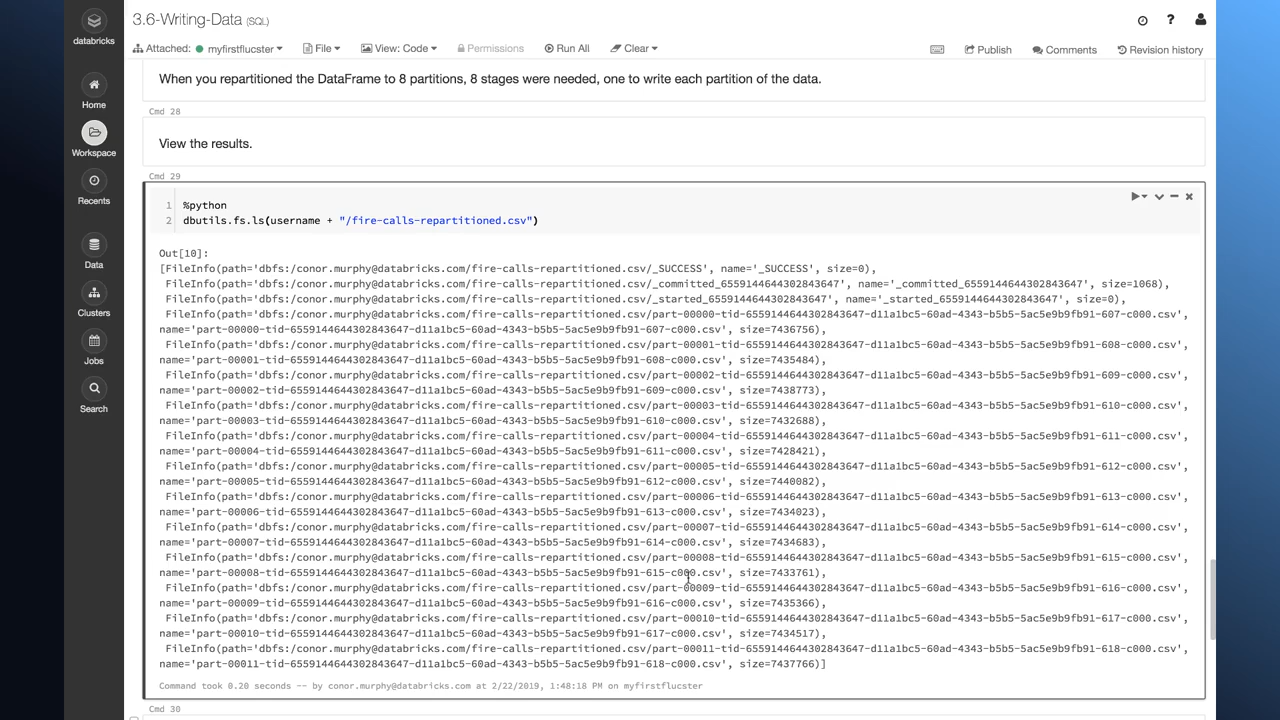 databricks
Home
Workspace
Recents
Data
Clusters
Jobs
Search
3.6-Writing-Data (SQL)
Attached: myfirstflucster File View: Code Permissions Run All Clear Publish Comments Revision history
When you repartitioned the DataFrame to 8 partitions, 8 stages were needed, one to write each partition of the data.
Cmd 28
View the results.
Cmd 29
1 %python
2 dbutils.fs.ls(username + "/fire-calls-repartitioned.csv")
Out[10]:
[FileInfo(path='dbfs:/conor.murphy@databricks.com/fire-calls-repartitioned.csv/_SUCCESS', name='_SUCCESS', size=0),
FileInfo(path='dbfs:/conor.murphy@databricks.com/fire-calls-repartitioned.csv/_committed_6559144644302843647', name='_committed_6559144644302843647', size=1068),
FileInfo(path='dbfs:/conor.murphy@databricks.com/fire-calls-repartitioned.csv/_started_6559144644302843647', name='_started_6559144644302843647', size=0),
FileInfo(path='dbfs:/conor.murphy@databricks.com/fire-calls-repartitioned.csv/part-00000-tid-6559144644302843647-d11a1bc5-60ad-4343-b5b5-5ac5e9b9fb91-607-c000.csv',
name='part-00000-tid-6559144644302843647-d11a1bc5-60ad-4343-b5b5-5ac5e9b9fb91-607-c000.csv', size=7436756),
FileInfo(path='dbfs:/conor.murphy@databricks.com/fire-calls-repartitioned.csv/part-00001-tid-6559144644302843647-d11a1bc5-60ad-4343-b5b5-5ac5e9b9fb91-608-c000.csv',
name='part-00001-tid-6559144644302843647-d11a1bc5-60ad-4343-b5b5-5ac5e9b9fb91-608-c000.csv', size=7435484),
FileInfo(path='dbfs:/conor.murphy@databricks.com/fire-calls-repartitioned.csv/part-00002-tid-6559144644302843647-d11a1bc5-60ad-4343-b5b5-5ac5e9b9fb91-609-c000.csv',
name='part-00002-tid-6559144644302843647-d11a1bc5-60ad-4343-b5b5-5ac5e9b9fb91-609-c000.csv', size=7438773),
FileInfo(path='dbfs:/conor.murphy@databricks.com/fire-calls-repartitioned.csv/part-00003-tid-6559144644302843647-d11a1bc5-60ad-4343-b5b5-5ac5e9b9fb91-610-c000.csv',
name='part-00003-tid-6559144644302843647-d11a1bc5-60ad-4343-b5b5-5ac5e9b9fb91-610-c000.csv', size=7432688),
FileInfo(path='dbfs:/conor.murphy@databricks.com/fire-calls-repartitioned.csv/part-00004-tid-6559144644302843647-d11a1bc5-60ad-4343-b5b5-5ac5e9b9fb91-611-c000.csv',
name='part-00004-tid-6559144644302843647-d11a1bc5-60ad-4343-b5b5-5ac5e9b9fb91-611-c000.csv', size=7428421),
FileInfo(path='dbfs:/conor.murphy@databricks.com/fire-calls-repartitioned.csv/part-00005-tid-6559144644302843647-d11a1bc5-60ad-4343-b5b5-5ac5e9b9fb91-612-c000.csv',
name='part-00005-tid-6559144644302843647-d11a1bc5-60ad-4343-b5b5-5ac5e9b9fb91-612-c000.csv', size=7440082),
FileInfo(path='dbfs:/conor.murphy@databricks.com/fire-calls-repartitioned.csv/part-00006-tid-6559144644302843647-d11a1bc5-60ad-4343-b5b5-5ac5e9b9fb91-613-c000.csv',
name='part-00006-tid-6559144644302843647-d11a1bc5-60ad-4343-b5b5-5ac5e9b9fb91-613-c000.csv', size=7434023),
FileInfo(path='dbfs:/conor.murphy@databricks.com/fire-calls-repartitioned.csv/part-00007-tid-6559144644302843647-d11a1bc5-60ad-4343-b5b5-5ac5e9b9fb91-614-c000.csv',
name='part-00007-tid-6559144644302843647-d11a1bc5-60ad-4343-b5b5-5ac5e9b9fb91-614-c000.csv', size=7434683),
FileInfo(path='dbfs:/conor.murphy@databricks.com/fire-calls-repartitioned.csv/part-00008-tid-6559144644302843647-d11a1bc5-60ad-4343-b5b5-5ac5e9b9fb91-615-c000.csv',
name='part-00008-tid-6559144644302843647-d11a1bc5-60ad-4343-b5b5-5ac5e9b9fb91-615-c000.csv', size=7433761),
FileInfo(path='dbfs:/conor.murphy@databricks.com/fire-calls-repartitioned.csv/part-00009-tid-6559144644302843647-d11a1bc5-60ad-4343-b5b5-5ac5e9b9fb91-616-c000.csv',
name='part-00009-tid-6559144644302843647-d11a1bc5-60ad-4343-b5b5-5ac5e9b9fb91-616-c000.csv', size=7435366),
FileInfo(path='dbfs:/conor.murphy@databricks.com/fire-calls-repartitioned.csv/part-00010-tid-6559144644302843647-d11a1bc5-60ad-4343-b5b5-5ac5e9b9fb91-617-c000.csv',
name='part-00010-tid-6559144644302843647-d11a1bc5-60ad-4343-b5b5-5ac5e9b9fb91-617-c000.csv', size=7434517),
FileInfo(path='dbfs:/conor.murphy@databricks.com/fire-calls-repartitioned.csv/part-00011-tid-6559144644302843647-d11a1bc5-60ad-4343-b5b5-5ac5e9b9fb91-618-c000.csv',
name='part-00011-tid-6559144644302843647-d11a1bc5-60ad-4343-b5b5-5ac5e9b9fb91-618-c000.csv', size=7437766)]
Command took 0.20 seconds -- by conor.murphy@databricks.com at 2/22/2019, 1:48:18 PM on myfirstflucster
Cmd 30